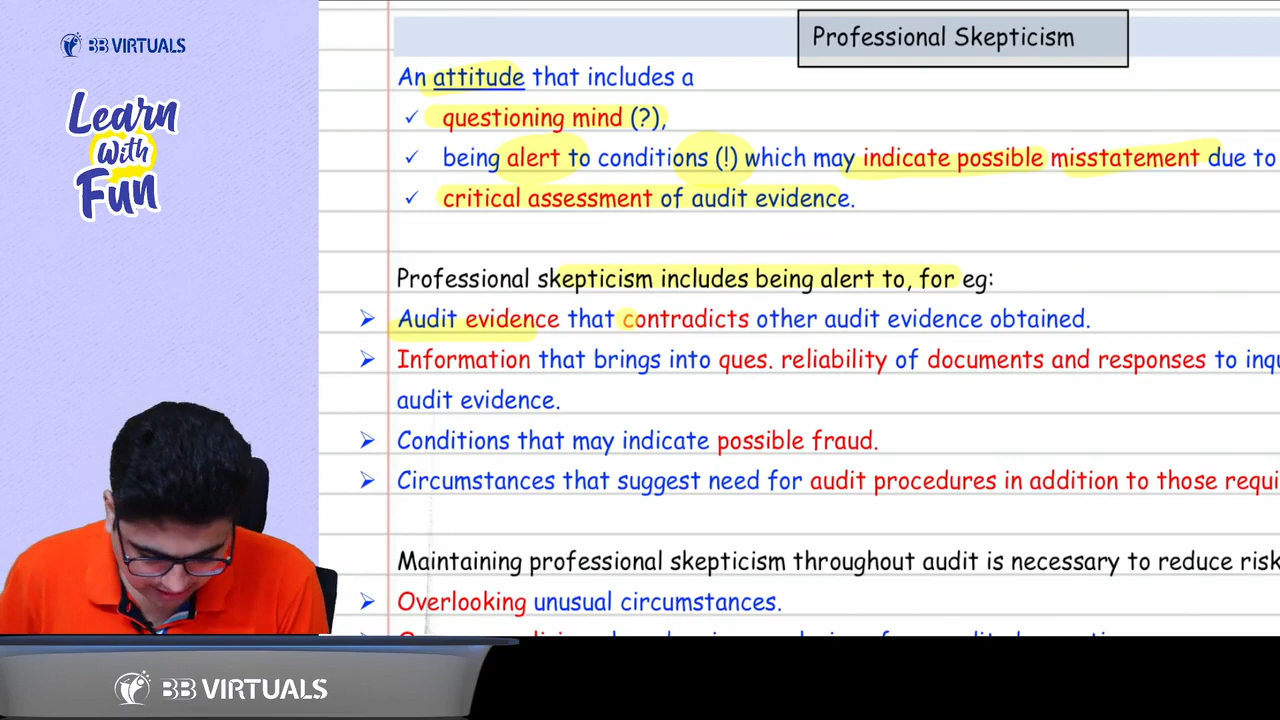 BB VIRTUALS
Learn
with
Fun
Professional Skepticism
An attitude that includes a
✓ questioning mind (?),
✓ being alert to conditions (!) which may indicate possible misstatement due to
✓ critical assessment of audit evidence.
Professional skepticism includes being alert to, for eg:
➢ Audit evidence that contradicts other audit evidence obtained.
➢ Information that brings into ques. reliability of documents and responses to
audit evidence.
➢ Conditions that may indicate possible fraud.
➢ Circumstances that suggest need for audit procedures in addition to those
Maintaining professional skepticism throughout audit is necessary to reduce risk
➢ Overlooking unusual circumstances.
BB VIRTUALS